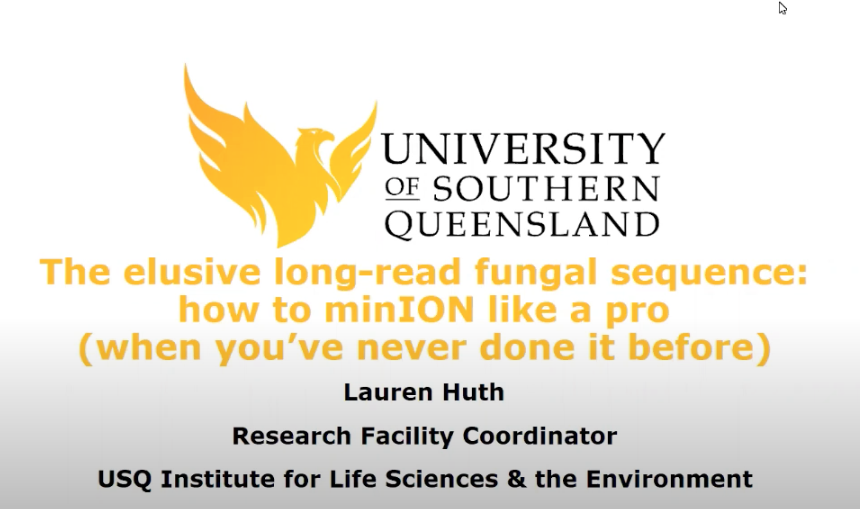 UNIVERSITY
OF SOUTHERN
QUEENSLAND
The elusive long-read fungal sequence:
how to minION like a pro
(when you've never done it before)
Lauren Huth
Research Facility Coordinator
USQ Institute for Life Sciences & the Environment